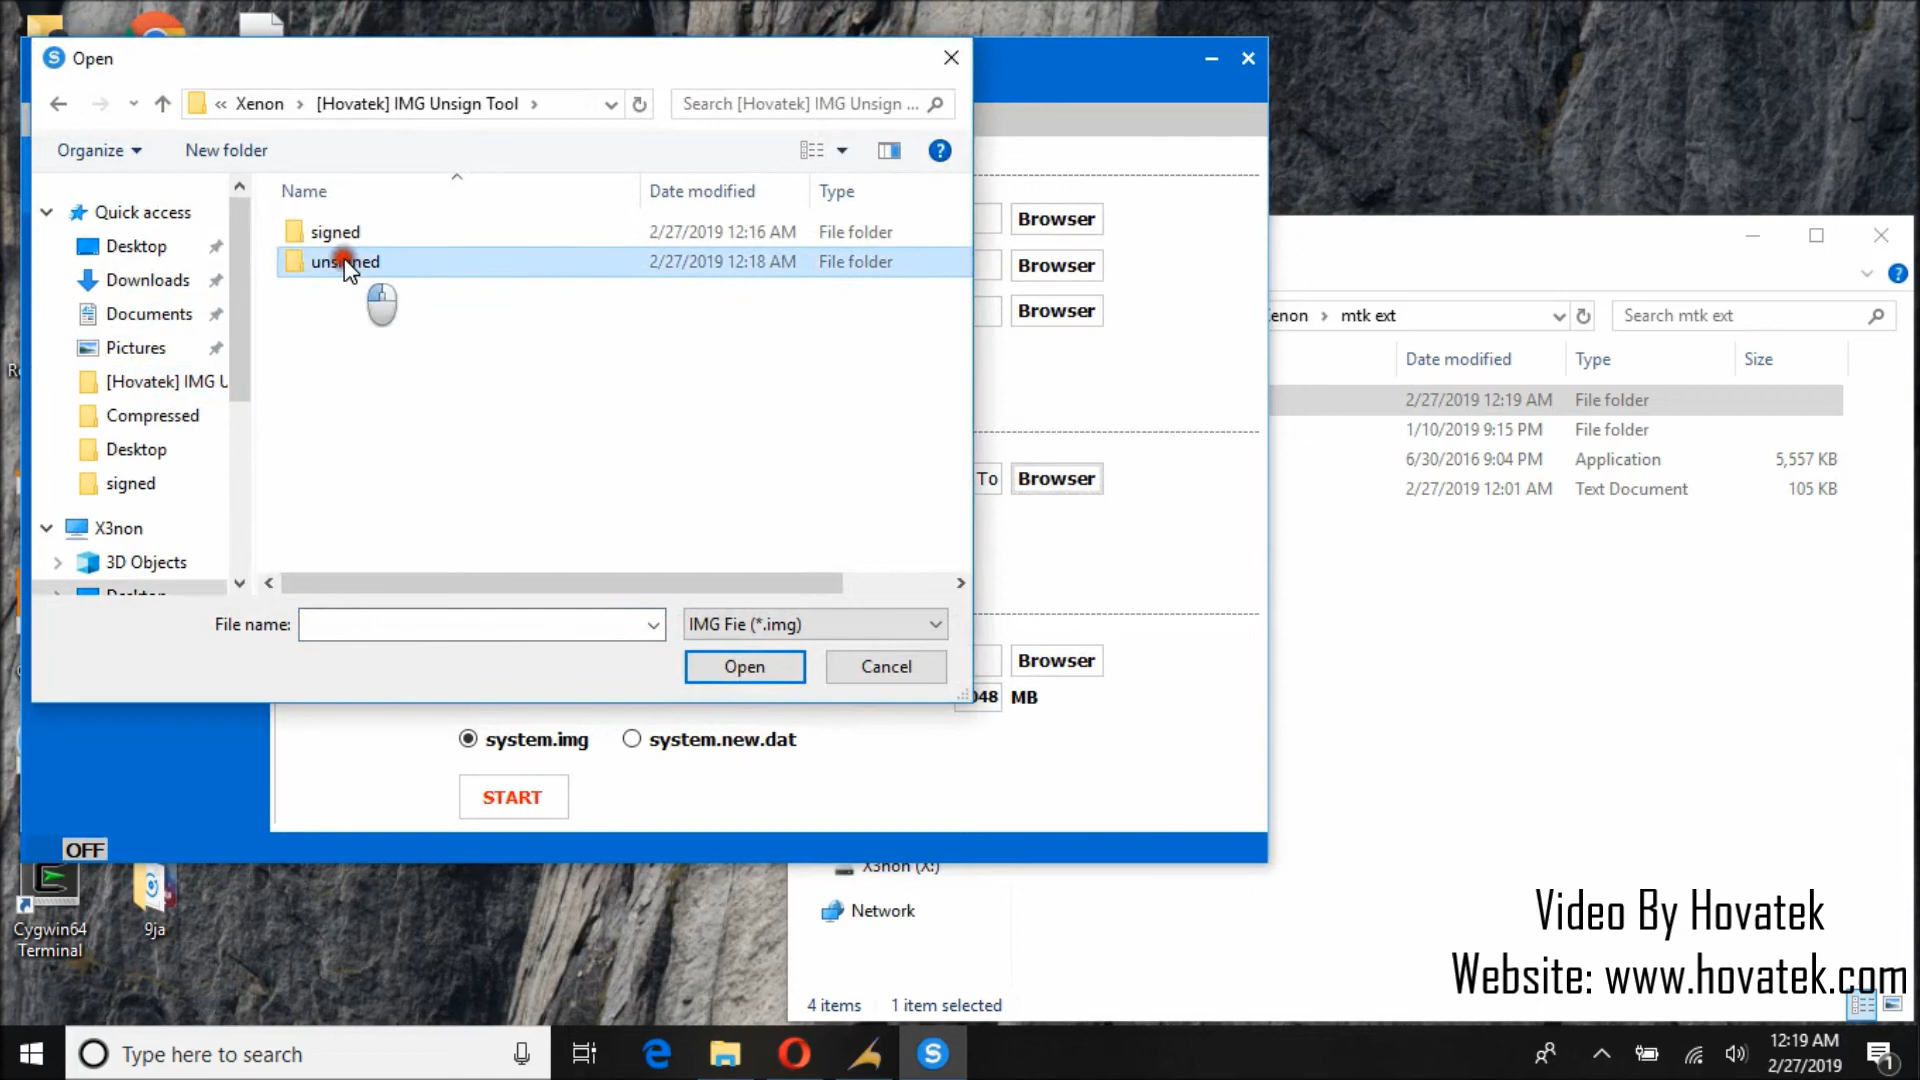 Open
« Xenon > [Hovatek] IMG Unsign Tool >
Search [Hovatek] IMG Unsign ...
Organize
New folder
Name
Date modified
Type
signed
2/27/2019 12:16 AM
File folder
unsigned
2/27/2019 12:18 AM
File folder
Quick access
Desktop
Downloads
Documents
Pictures
[Hovatek] IMG U
Compressed
Desktop
signed
X3non
3D Objects
Desktop
File name:
IMG Fie (*.img)
Open
Cancel
Browser
Browser
Browser
To
Browser
Browser
048 MB
system.img
system.new.dat
START
OFF
enon > mtk ext
Search mtk ext
Date modified
Type
Size
2/27/2019 12:19 AM
File folder
1/10/2019 9:15 PM
File folder
6/30/2016 9:04 PM
Application
5,557 KB
2/27/2019 12:01 AM
Text Document
105 KB
X3non (X:)
Network
4 items
1 item selected
Cygwin64
Terminal
9ja
Video By Hovatek
Website: www.hovatek.com
Type here to search
12:19 AM
2/27/2019
1